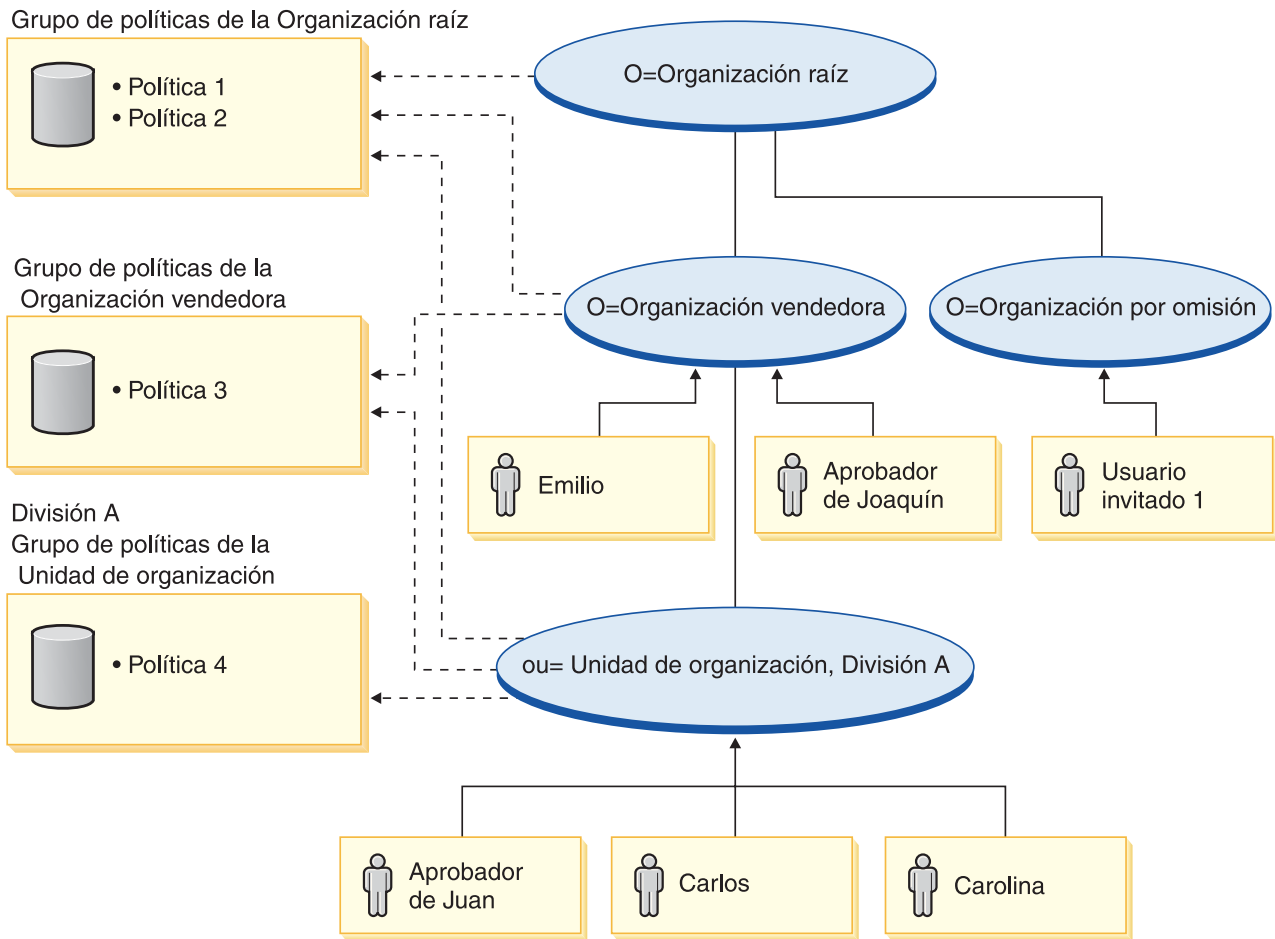 Grupo de políticas de la Organización raíz
• Política 1
• Política 2
O=Organización raíz
Grupo de políticas de la
Organización vendedora
• Política 3
O=Organización vendedora
O=Organización por omisión
Emilio
Aprobador
de Joaquín
Usuario
invitado 1
División A
Grupo de políticas de la
Unidad de organización
• Política 4
ou= Unidad de organización, División A
Aprobador
de Juan
Carlos
Carolina